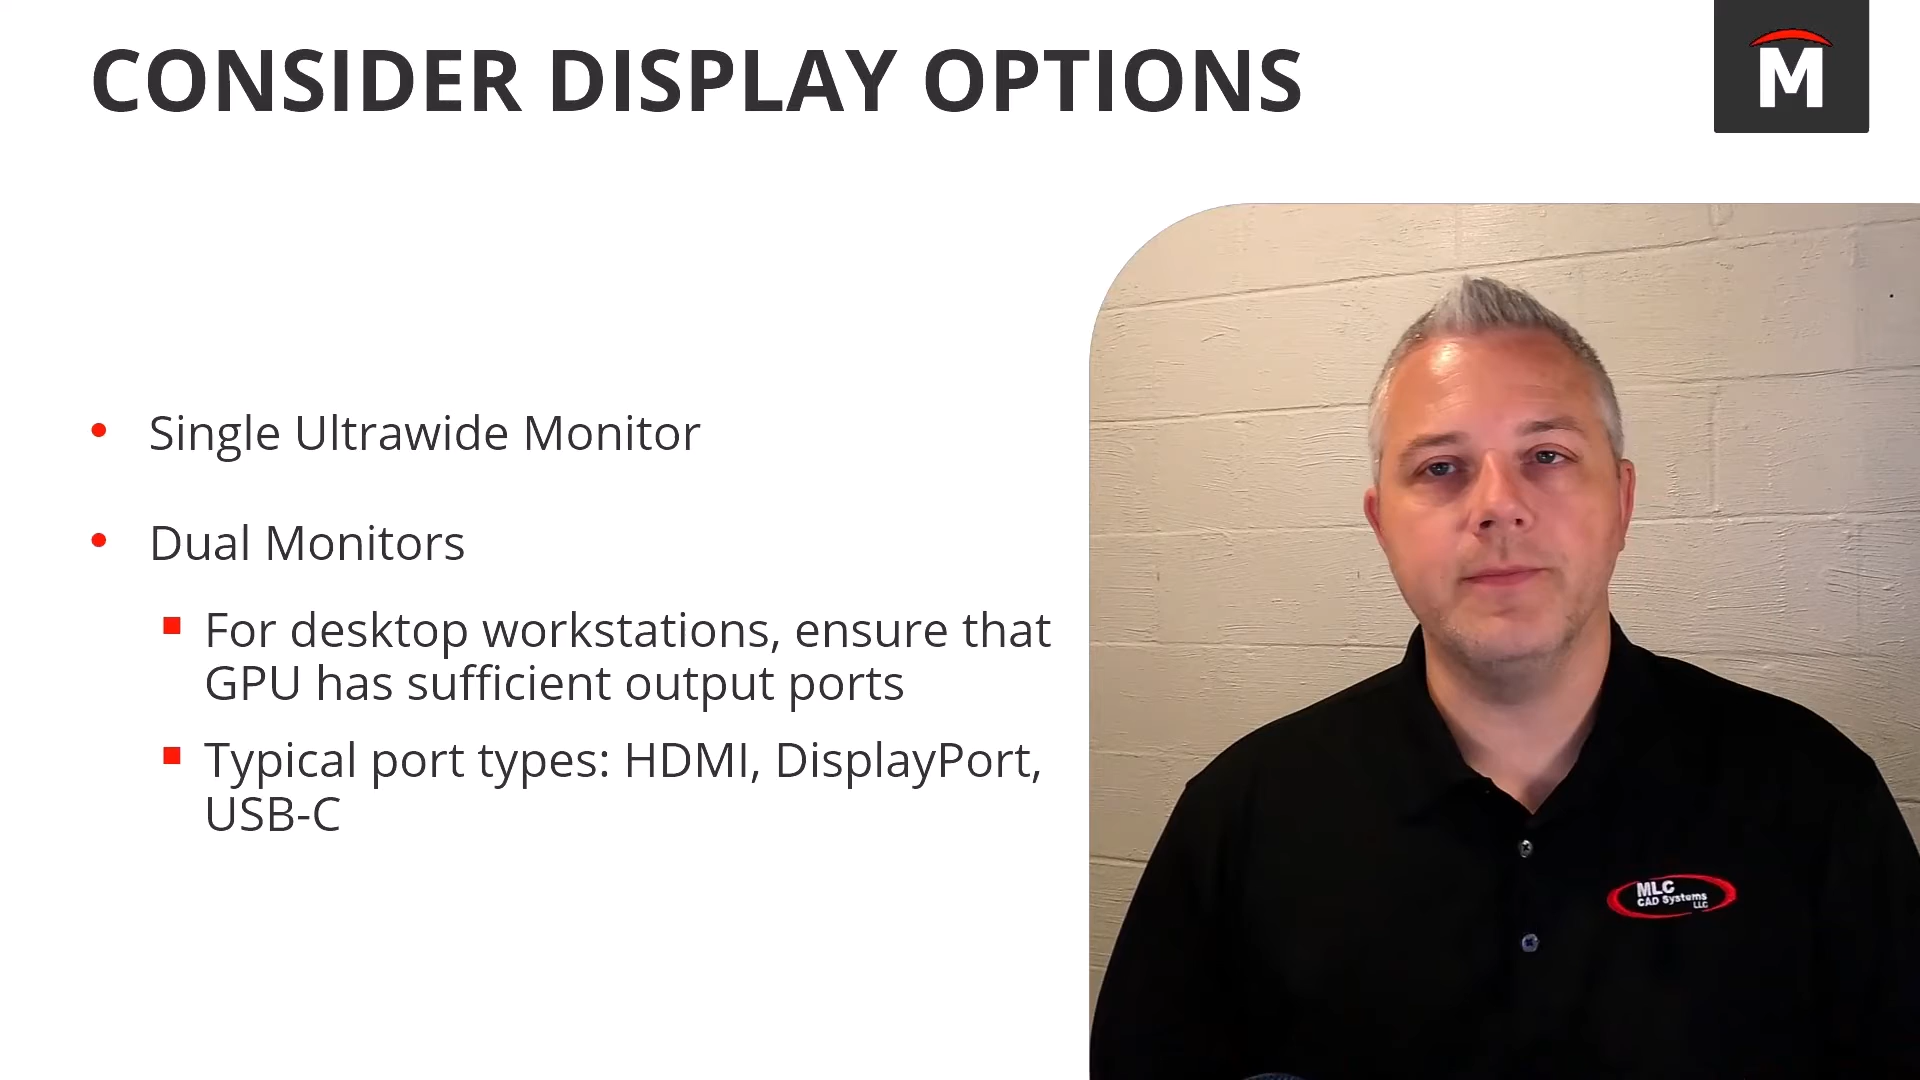 CONSIDER DISPLAY OPTIONS
M
• Single Ultrawide Monitor
• Dual Monitors
▪ For desktop workstations, ensure that
GPU has sufficient output ports
▪ Typical port types: HDMI, DisplayPort,
USB-C
MLC
CAD Systems
LLC